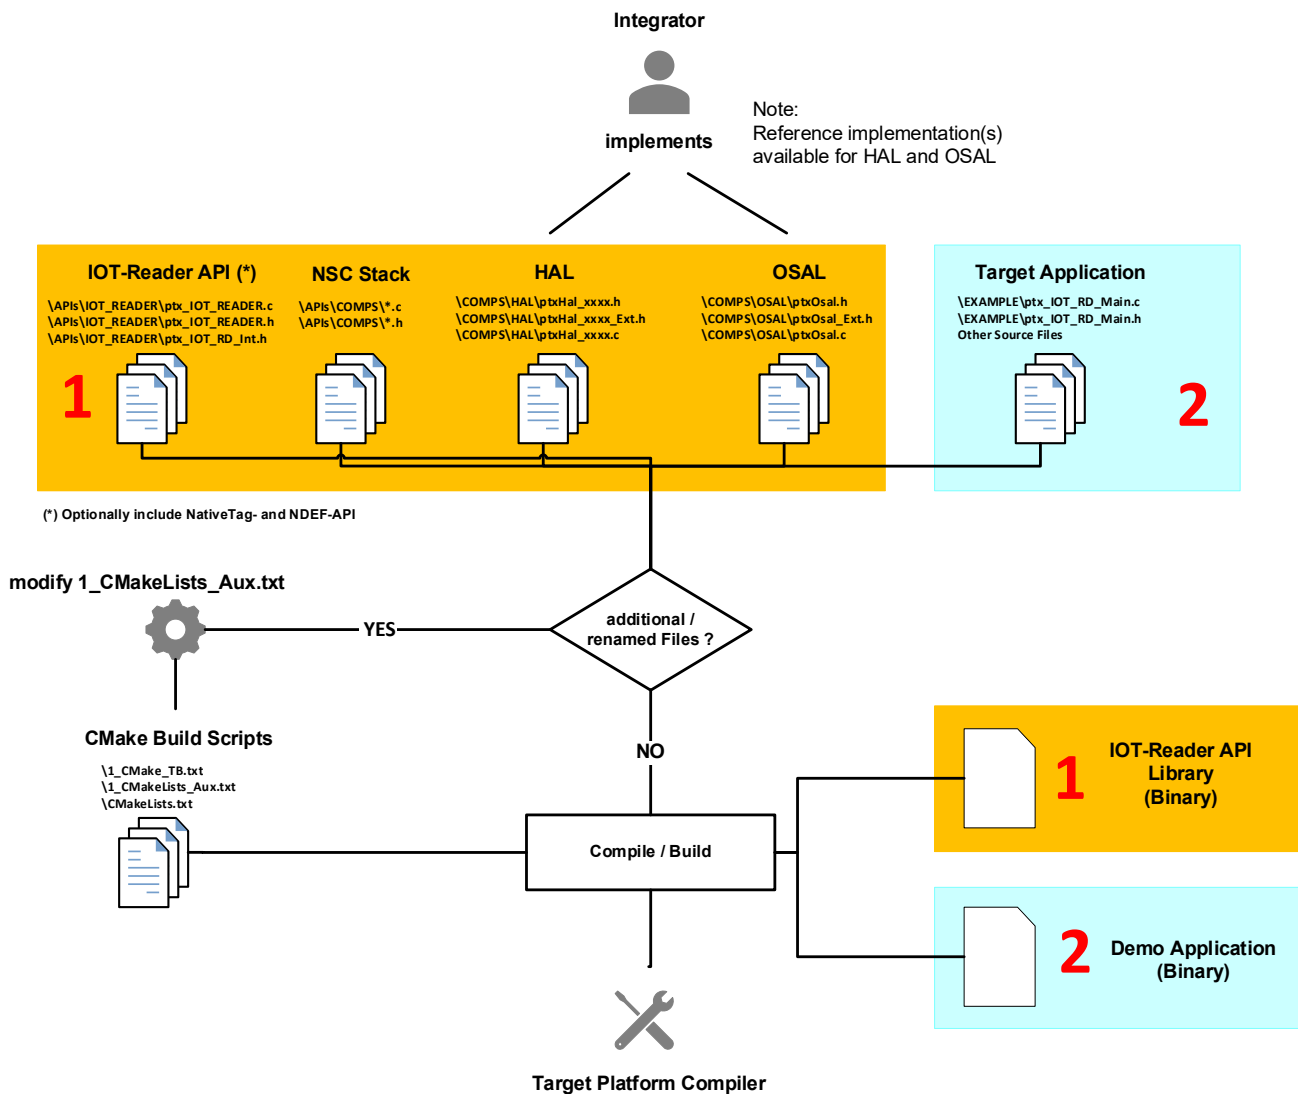 Integrator
implements
Note:
Reference implementation(s)
available for HAL and OSAL
IOT-Reader API (*)
\APIs\IOT_READER\ptx_IOT_READER.c
\APIs\IOT_READER\ptx_IOT_READER.h
\APIs\IOT_READER\ptx_IOT_RD_Int.h
1
NSC Stack
\APIs\COMPS\*.c
\APIs\COMPS\*.h
HAL
\COMPS\HAL\ptxHal_xxxx.h
\COMPS\HAL\ptxHal_xxxx_Ext.h
\COMPS\HAL\ptxHal_xxxx.c
OSAL
\COMPS\OSAL\ptxOsal.h
\COMPS\OSAL\ptxOsal_Ext.h
\COMPS\OSAL\ptxOsal.c
Target Application
\EXAMPLE\ptx_IOT_RD_Main.c
\EXAMPLE\ptx_IOT_RD_Main.h
Other Source Files
2
(*) Optionally include NativeTag- and NDEF-API
modify 1_CMakeLists_Aux.txt
YES
additional /
renamed Files ?
NO
CMake Build Scripts
\1_CMake_TB.txt
\1_CMakeLists_Aux.txt
\CMakeLists.txt
Compile / Build
1
IOT-Reader API
Library
(Binary)
2
Demo Application
(Binary)
Target Platform Compiler